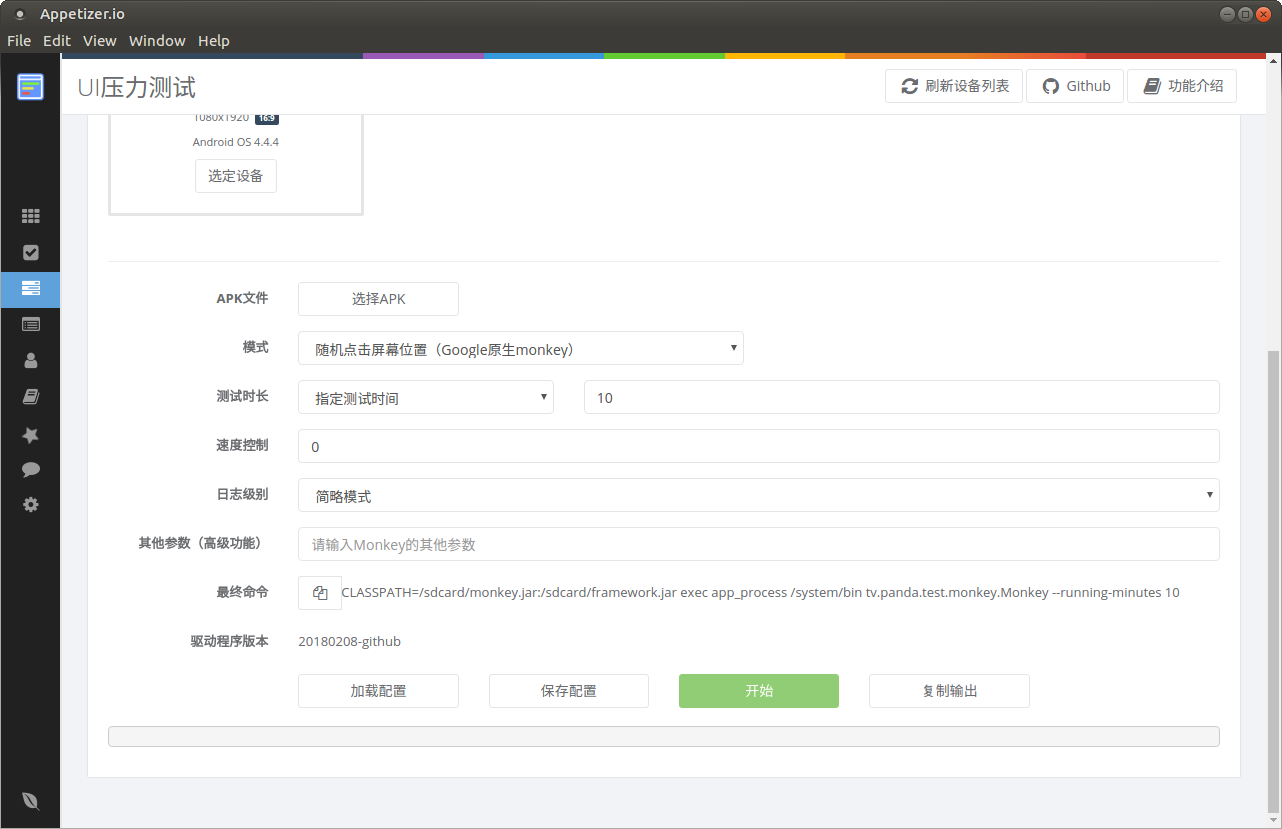 Appetizer.io
File Edit View Window Help
UI压力测试
刷新设备列表 Github 功能介绍
1080x1920 16:9
Android OS 4.4.4
选定设备
APK文件 选择APK
模式 随机点击屏幕位置（Google原生monkey）
测试时长 指定测试时间 10
速度控制 0
日志级别 简略模式
其他参数（高级功能） 请输入Monkey的其他参数
最终命令 CLASSPATH=/sdcard/monkey.jar:/sdcard/framework.jar exec app_process /system/bin tv.panda.test.monkey.Monkey --running-minutes 10
驱动程序版本 20180208-github
加载配置 保存配置 开始 复制输出